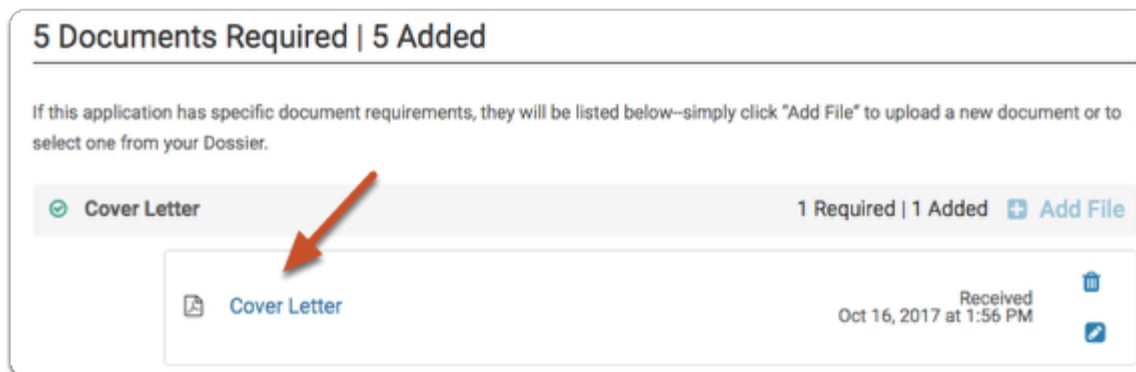 5 Documents Required | 5 Added
If this application has specific document requirements, they will be listed below--simply click "Add File" to upload a new document or to
select one from your Dossier.
Cover Letter 1 Required | 1 Added Add File
Cover Letter Received
Oct 16, 2017 at 1:56 PM